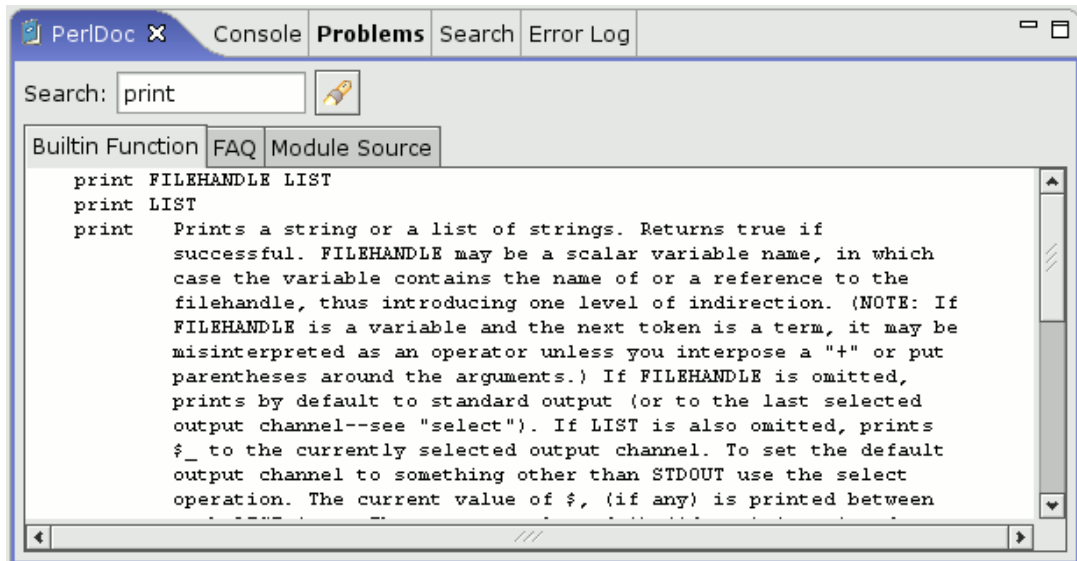 PerlDoc Console Problems Search Error Log
Search: print
Builtin Function FAQ Module Source
print FILEHANDLE LIST
print LIST
print Prints a string or a list of strings. Returns true if
successful. FILEHANDLE may be a scalar variable name, in which
case the variable contains the name of or a reference to the
filehandle, thus introducing one level of indirection. (NOTE: If
FILEHANDLE is a variable and the next token is a term, it may be
misinterpreted as an operator unless you interpose a "+" or put
parentheses around the arguments.) If FILEHANDLE is omitted,
prints by default to standard output (or to the last selected
output channel--see "select"). If LIST is also omitted, prints
$_ to the currently selected output channel. To set the default
output channel to something other than STDOUT use the select
operation. The current value of $, (if any) is printed between